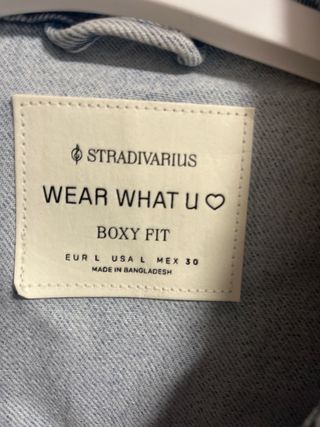 STRADIVARIUS
WEAR WHAT U ♡
BOXY FIT
EUR L USA L MEX 30
MADE IN BANGLADESH